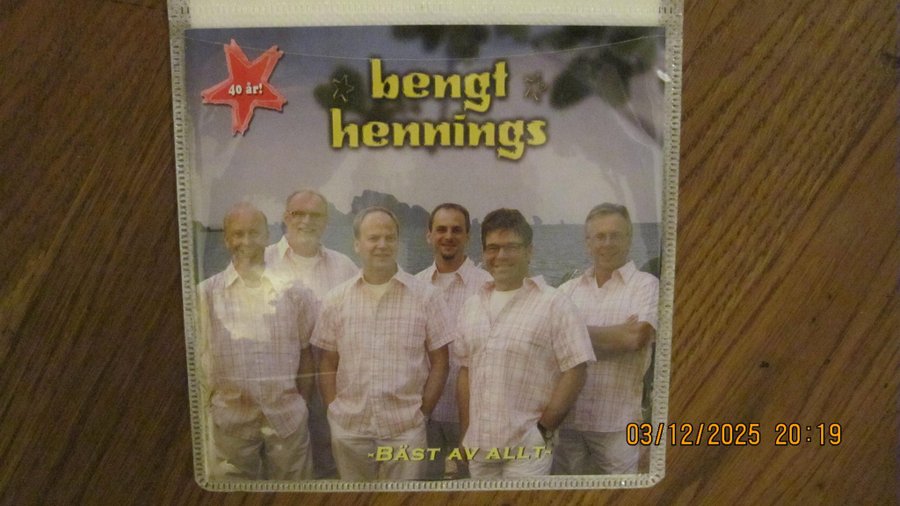 40 år!
bengt
hennings
-BÄST AV ALLT-
03/12/2025 20:19